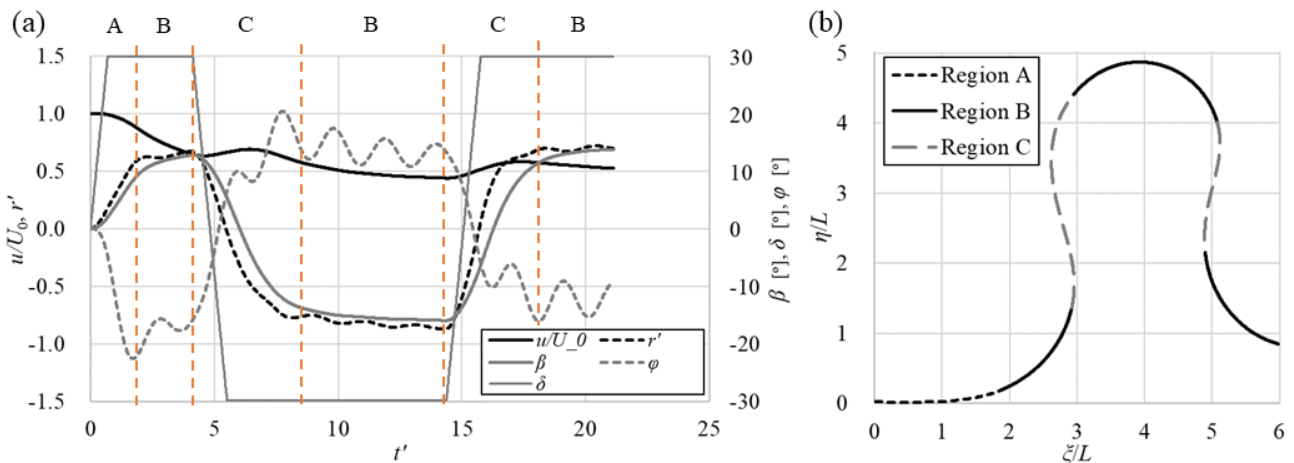 (a)
A B C B C B
u/U₀, r'
1.5
1.0
0.5
0.0
-0.5
-1.0
-1.5
30
20
10
0
-10
-20
-30
β [°], δ [°], φ [°]
u/U_0 r'
β φ
δ
0 5 10 15 20 25
t'
(b)
η/L
5
4
3
2
1
0
Region A
Region B
Region C
0 1 2 3 4 5 6
ξ/L